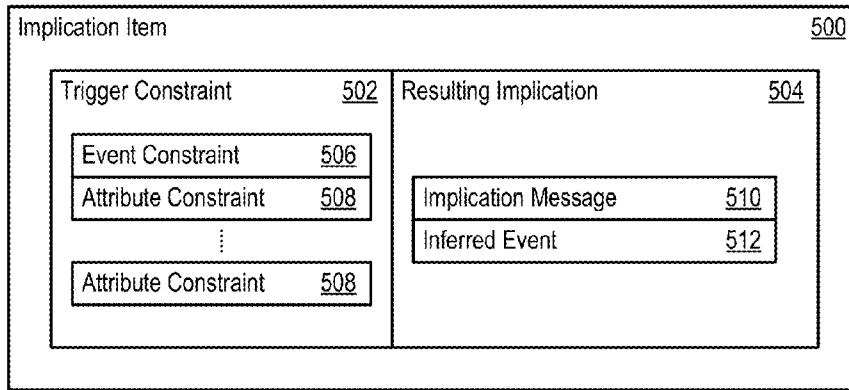 Implication Item 500
Trigger Constraint 502 Resulting Implication 504
Event Constraint 506
Attribute Constraint 508 Implication Message 510
Inferred Event 512
Attribute Constraint 508